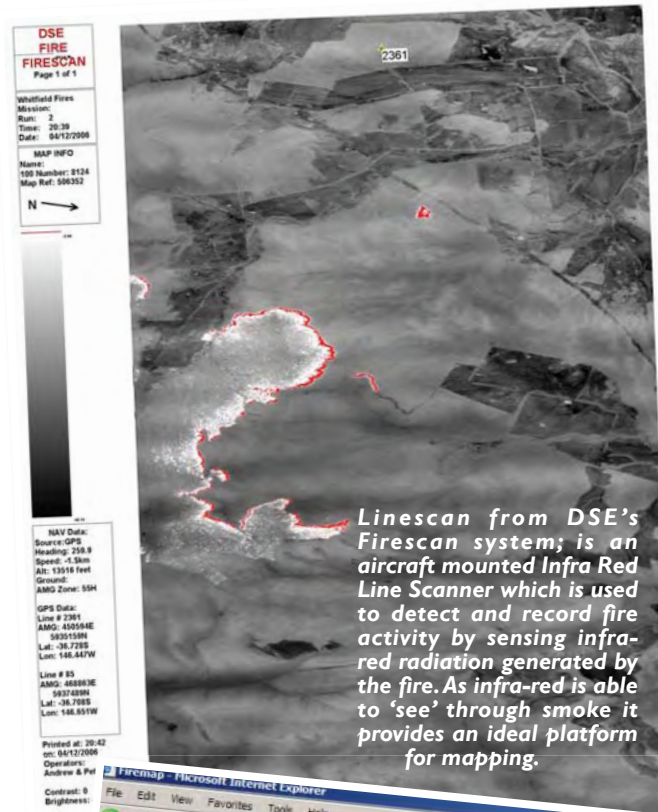 DSE
FIRE
FIRESCAN
Page 1 of 1
Whitfield Fires
Mission:
Run: 2
Time: 20:39
Date: 04/12/2006
MAP INFO
Name:
100 Number: 8124
Map Ref: 506352
N
2361
NAV Data:
Source:GPS
Heading: 259.9
Speed: -1.5km
Alt: 13516 feet
Ground:
AMG Zone: 55H
GPS Data:
Line # 2361
AMG: 450594E
5935159N
Lat: -36.728S
Lon: 146.447W
Line # 85
AMG: 468863E
5937489N
Lat: -36.708S
Lon: 146.651W
Printed at: 20:42
on: 04/12/2006
Operators:
Andrew & Pet
Contrast: 0
Brightness:
Linescan from DSE's
Firescan system; is an
aircraft mounted Infra Red
Line Scanner which is used
to detect and record fire
activity by sensing infra-
red radiation generated by
the fire. As infra-red is able
to 'see' through smoke it
provides an ideal platform
for mapping.
Firemap - Microsoft Internet Explorer
File Edit View Favorites Tools